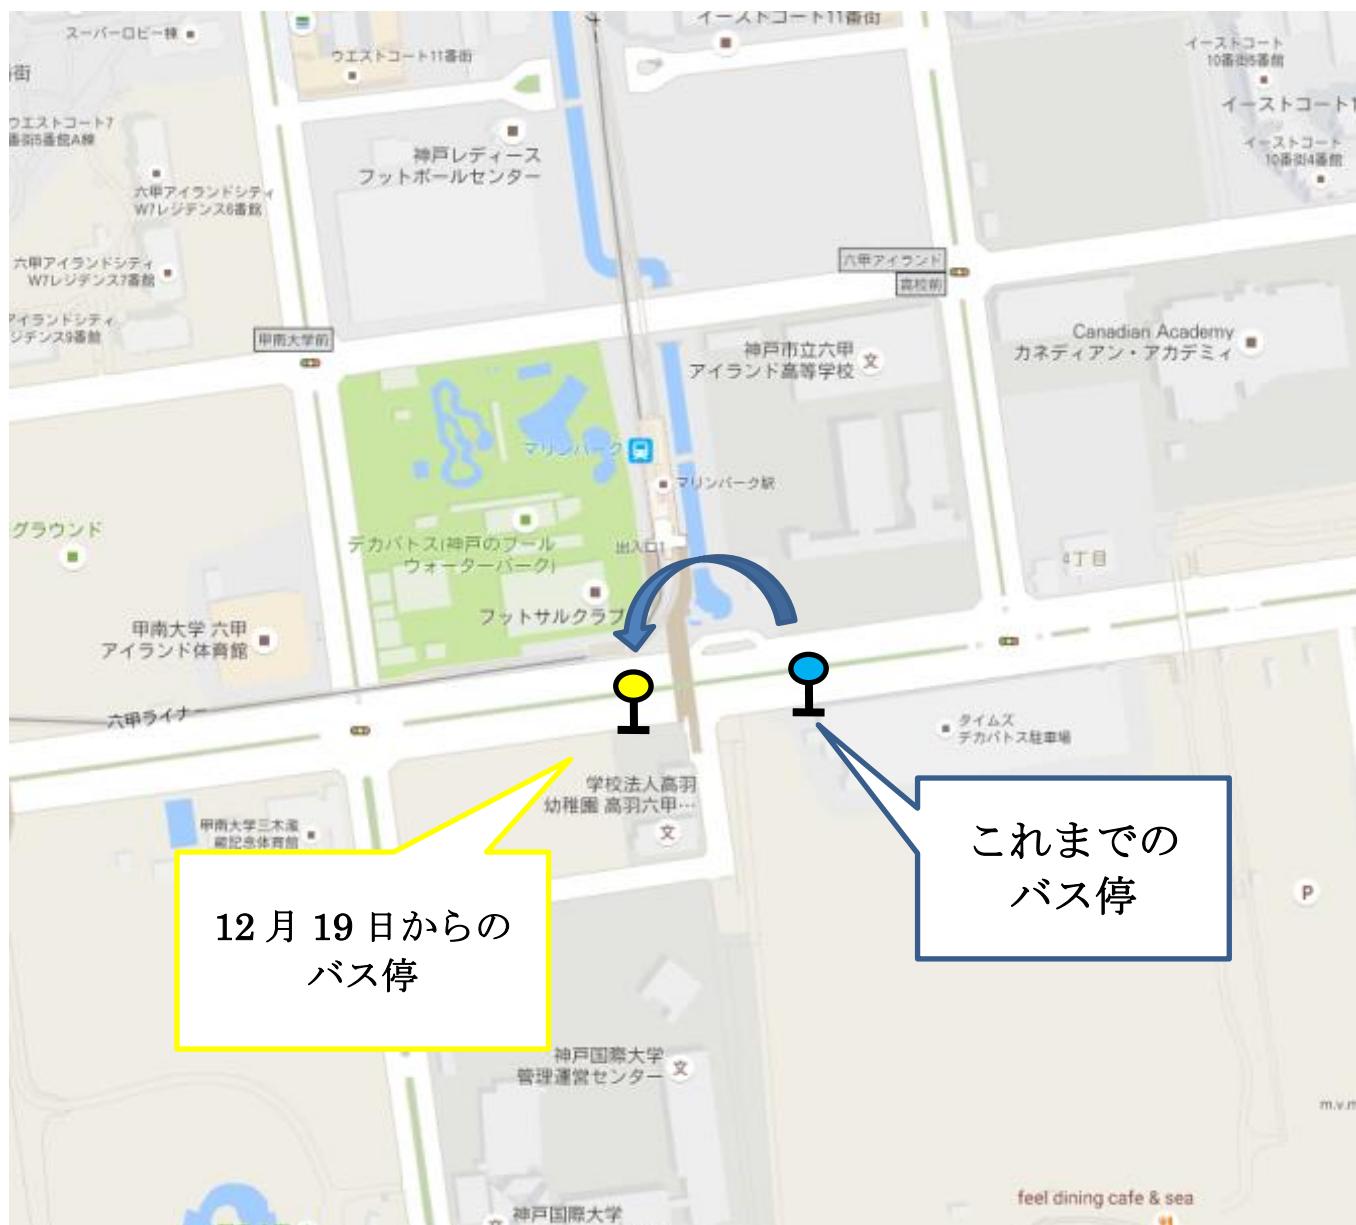 スーパーロビー棟
イーストコート11番街
ウエストコート11番街
イーストコート
10番街5番館
街
イーストコート1
ウエストコート7
番街5番館A棟
神戸レディース
フットボールセンター
イーストコート
10番街4番館
六甲アイランドシティ
W7レジデンス6番館
六甲アイランドシティ
W7レジデンス7番館
六甲アイランド
高校前
アイランドシティ
ジデンス9番館
甲南大学前
神戸市立六甲
アイランド高等学校
文
Canadian Academy
カネディアン・アカデミィ
マリンパーク
マリンパーク駅
グラウンド
デカパトス(神戸のプール
ウォーターパーク)
出入口1
4丁目
フットサルクラブ
甲南大学 六甲
アイランド体育館
六甲ライナー
タイムズ
デカパトス駐車場
学校法人高羽
幼稚園 高羽六甲…
文
甲南大学三木
記念体育館
これまでの
バス停
P
12月19日からの
バス停
神戸国際大学
管理運営センター
文
m.v.m
feel dining cafe & sea
神戸国際大学